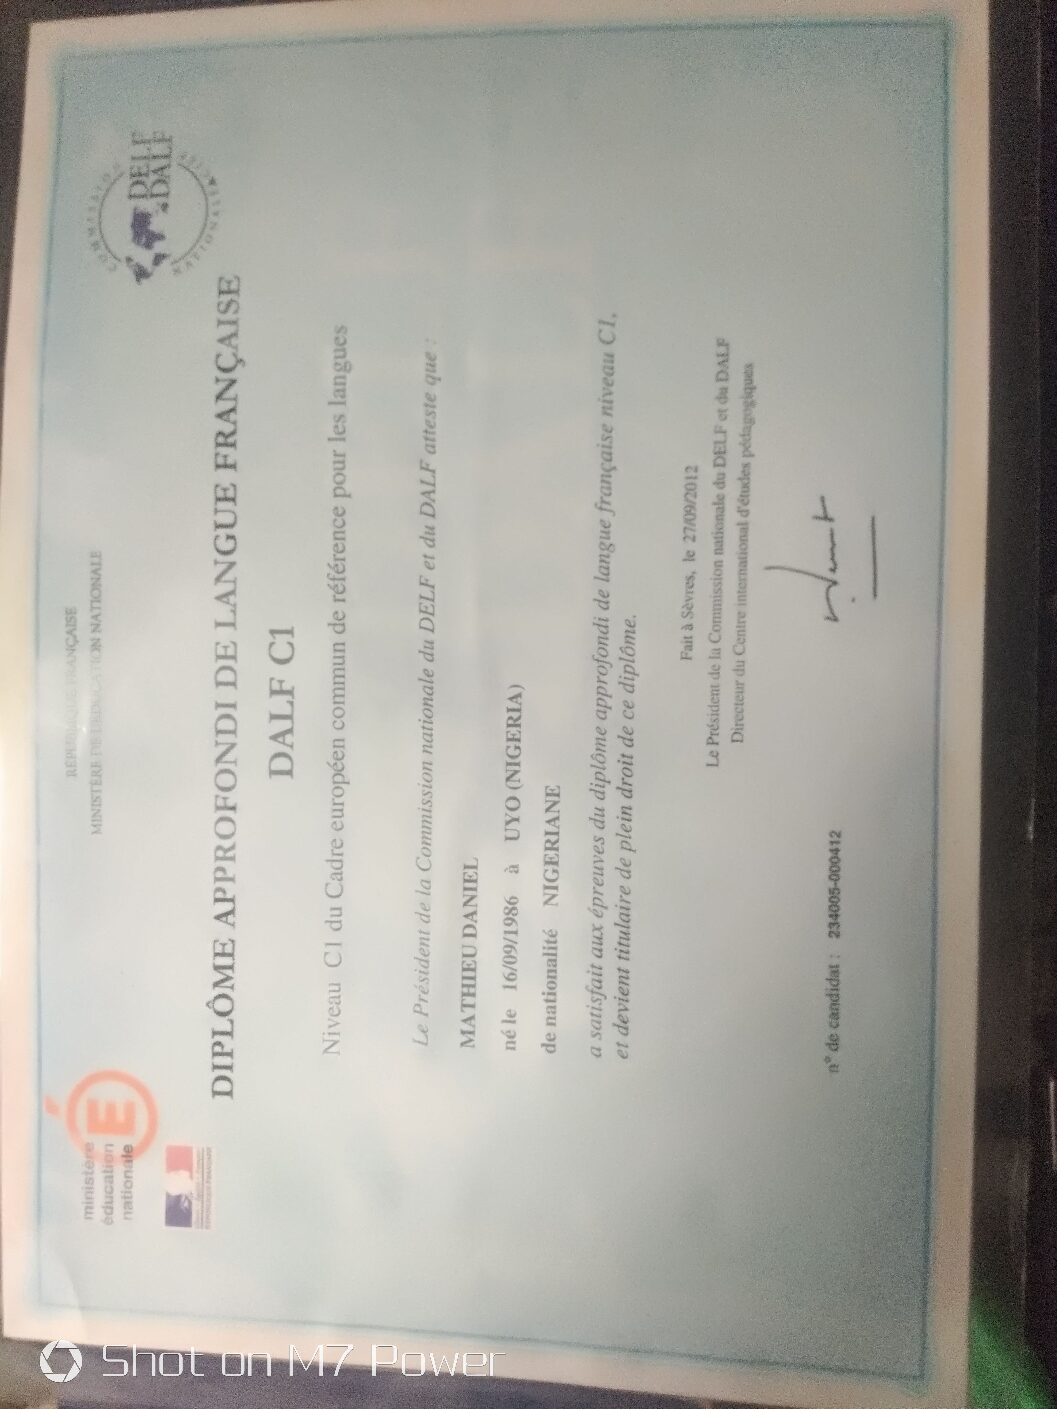 ministère
éducation
nationale
RÉPUBLIQUE FRANÇAISE
MINISTÈRE DE L'ÉDUCATION NATIONALE
COMMISSION NATIONALE
DELF
DALF
DIPLÔME APPROFONDI DE LANGUE FRANÇAISE
DALF C1
Niveau C1 du Cadre européen commun de référence pour les langues
Le Président de la Commission nationale du DELF et du DALF atteste que :
MATHIEU DANIEL
né le 16/09/1986 à UYO (NIGERIA)
de nationalité NIGERIANE
a satisfait aux épreuves du diplôme approfondi de langue française niveau C1,
et devient titulaire de plein droit de ce diplôme.
Fait à Sèvres, le 27/09/2012
Le Président de la Commission nationale du DELF et du DALF
Directeur du Centre international d'études pédagogiques
n° de candidat : 234005-000412
Shot on M7 Power